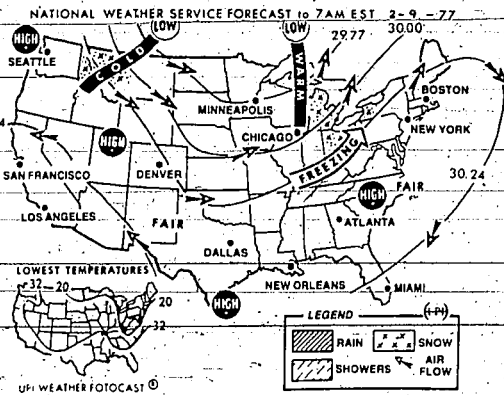 NATIONAL WEATHER SERVICE FORECAST to 7AM EST 2-9-77
LOW
LOW
29.77
30.00
HIGH
SEATTLE
COLD
WARM
MINNEAPOLIS
BOSTON
CHICAGO
NEW YORK
HIGH
FREEZING
SAN FRANCISCO
DENVER
30.24
HIGH
FAIR
LOS ANGELES
FAIR
ATLANTA
DALLAS
LOWEST TEMPERATURES
NEW ORLEANS
MIAMI
32
20
HIGH
20
32
LEGEND
RAIN
SNOW
SHOWERS
AIR FLOW
UPI WEATHER FOTOCAST ©